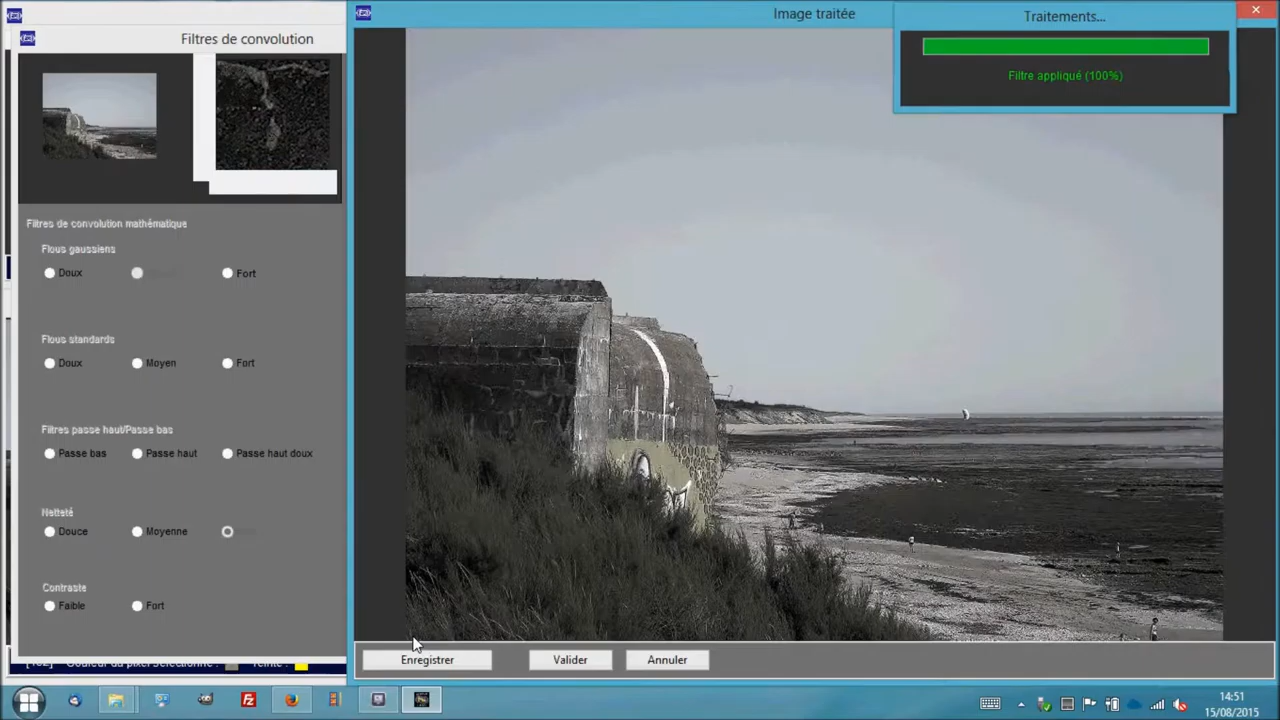 Image traitée
Traitements...
Filtre appliqué (100%)
Filtres de convolution
Filtres de convolution mathématique
Flous gaussiens
Doux
Fort
Flous standards
Doux Moyen Fort
Filtres passe haut/Passe bas
Passe bas Passe haut Passe haut doux
Netteté
Douce Moyenne
Contraste
Faible Fort
Couleur du pixel Sélectionné : Teinte :
Enregistrer Valider Annuler
14:51
15/08/2015